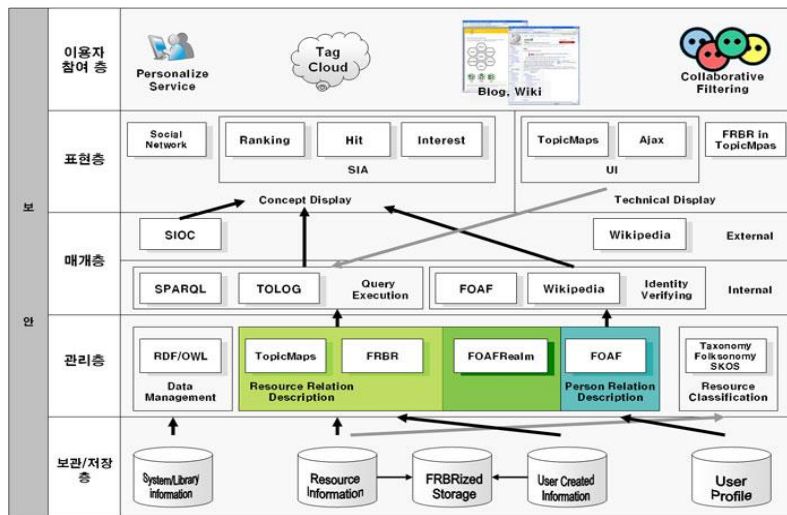 보
안
이용자
참여 층
Personalize
Service
Tag
Cloud
Blog, Wiki
Collaborative
Filtering
표현층
Social
Network
Ranking
Hit
Interest
SIA
TopicMaps
Ajax
UI
FRBR in
TopicMpas
Concept Display
Technical Display
매개층
SIOC
Wikipedia
External
SPARQL
TOLOG
Query
Execution
FOAF
Wikipedia
Identity
Verifying
Internal
관리층
RDF/OWL
Data
Management
TopicMaps
FRBR
Resource Relation
Description
FOAFRealm
FOAF
Person Relation
Description
Taxonomy
Folksonomy
SKOS
Resource
Classification
보관/저장
층
System/Library
information
Resource
Information
FRBRized
Storage
User Created
Information
User
Profile